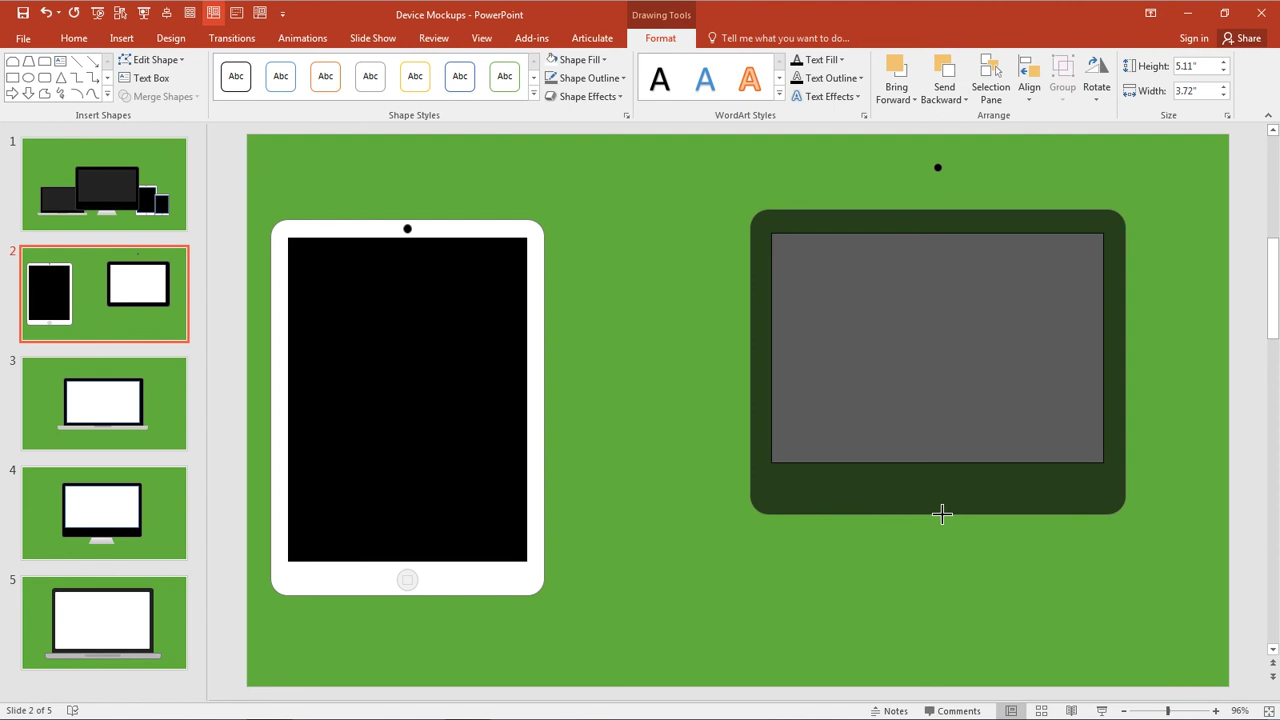 Device Mockups - PowerPoint
Drawing Tools
File
Home
Insert
Design
Transitions
Animations
Slide Show
Review
View
Add-ins
Articulate
Format
Tell me what you want to do...
Sign in
Share
Edit Shape
Text Box
Merge Shapes
Insert Shapes
Abc
Abc
Abc
Abc
Abc
Abc
Abc
Shape Fill
Shape Outline
Shape Effects
Shape Styles
A
A
A
Text Fill
Text Outline
Text Effects
WordArt Styles
Bring
Forward
Send
Backward
Selection
Pane
Align
Group
Rotate
Arrange
Height: 5.11"
Width: 3.72"
Size
1
2
3
4
5
Slide 2 of 5
Notes
Comments
96%